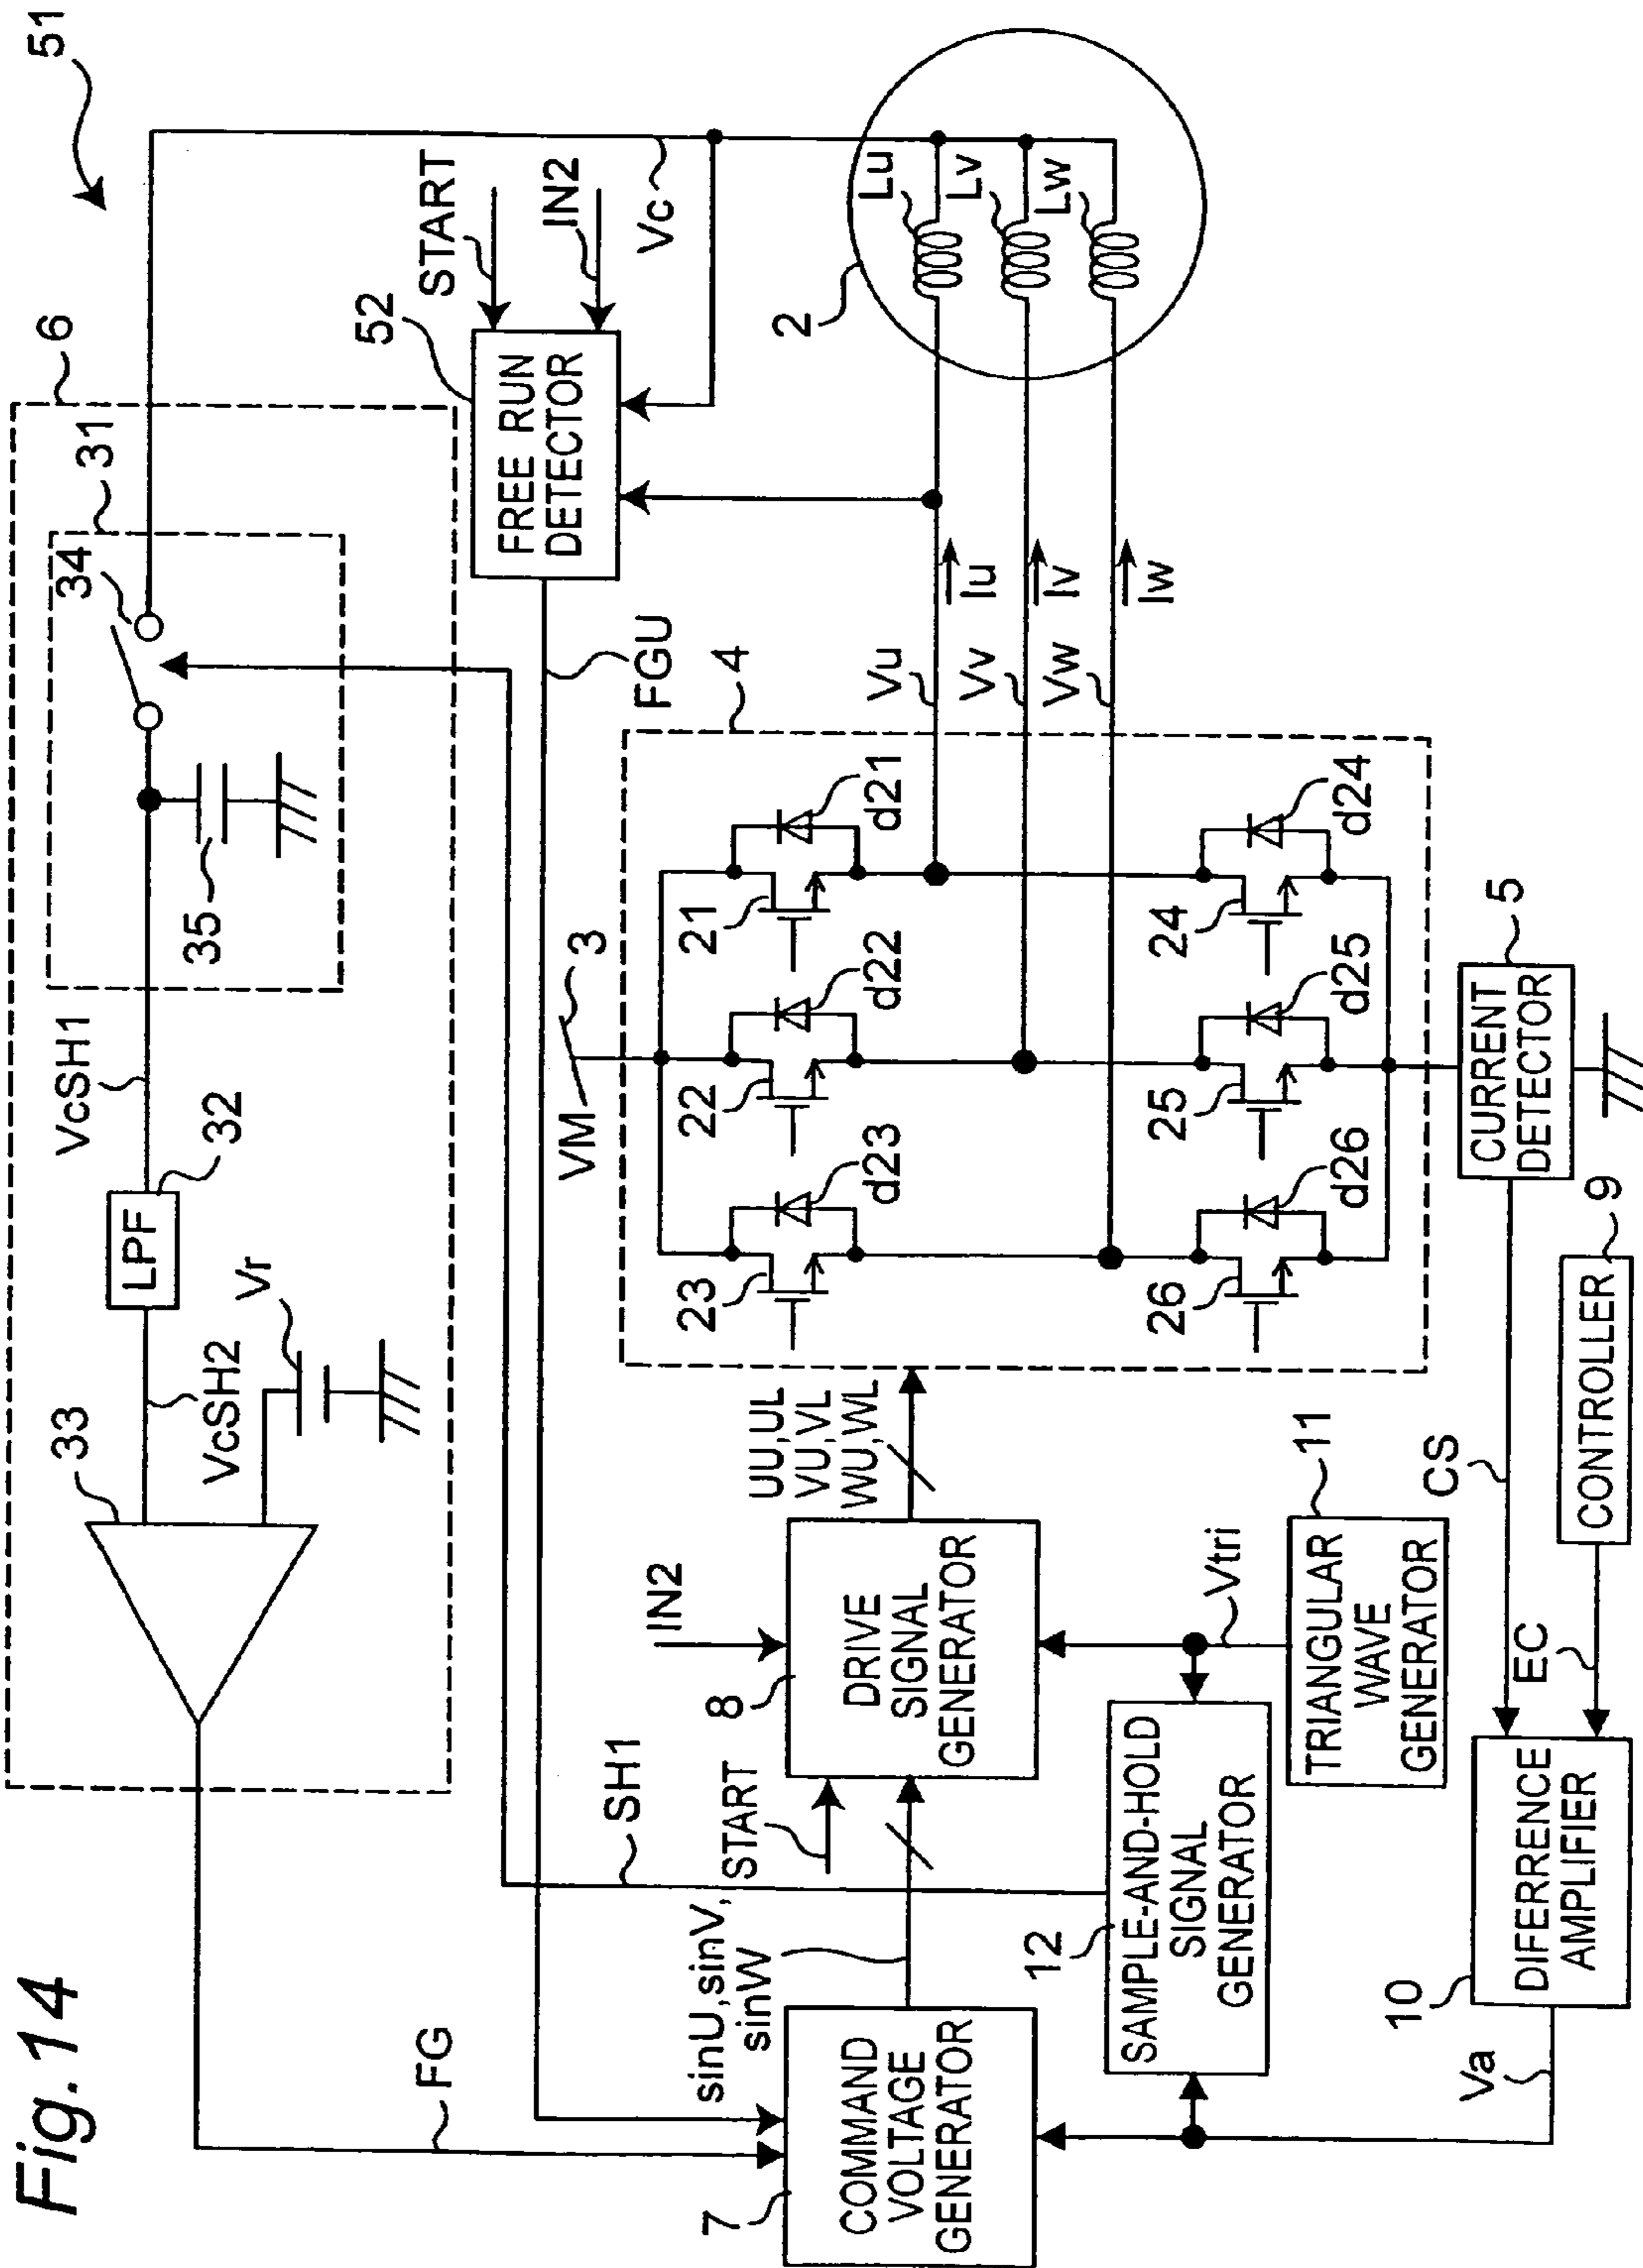 Fig. 14
51
6
31
34
35
VcSH1
32
LPF
VcSH2
Vr
33
FG
START
IN2
52
FREE RUN
DETECTOR
Vc
FGU
2
Lu
Lv
Lw
Iu
Iv
Iw
Vu
Vv
Vw
4
3
VM
21
d21
22
d22
23
d23
24
d24
25
d25
26
d26
5
CURRENT
DETECTOR
9
CONTROLLER
CS
EC
UU,UL
VU,VL
WU,WL
IN2
8
DRIVE
SIGNAL
GENERATOR
START
SH1
sinU,sinV,
sinW
7
COMMAND
VOLTAGE
GENERATOR
Vtri
11
TRIANGULAR
WAVE
GENERATOR
12
SAMPLE-AND-HOLD
SIGNAL
GENERATOR
10
DIFERRENCE
AMPLIFIER
Va